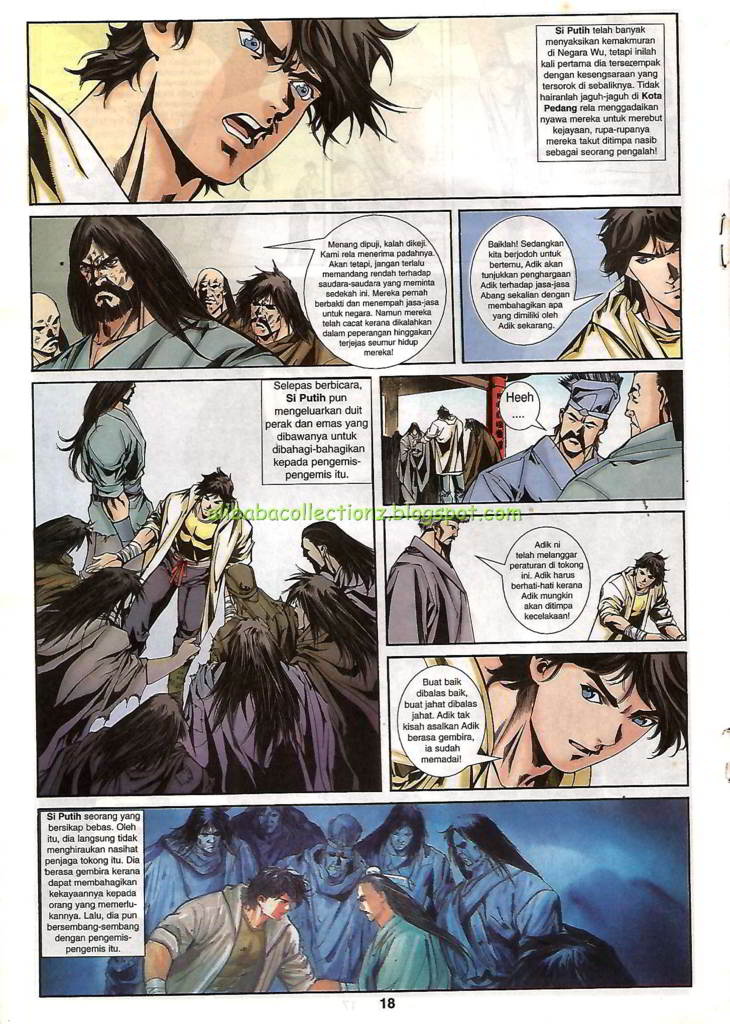 Si Putih telah banyak
menyaksikan kemakmuran
di Negara Wu, tetapi inilah
kali pertama dia tersecempak
dengan kesengsaraan yang
tersorok di sebaliknya. Tidak
hairanlah jaguh-jaguh di Kota
Pedang rela menggadaikan
nyawa mereka untuk merebut
kejayaan, rupa-rupanya
mereka takut ditimpa nasib
sebagai seorang pengalah!
Menang dipuji, kalah dikeji.
Kami rela menerima padahnya.
Akan tetapi, jangan terlalu
memandang rendah terhadap
saudara-saudara yang meminta
sedekah ini. Mereka pernah
berbakti dan menempah jasa-jasa
untuk negara. Namun mereka
telah cacat kerana dikalahkan
dalam peperangan hinggakan
terjejas seumur hidup
mereka!
Baiklah! Sedangkan
kita berjodoh untuk
bertemu, Adik akan
tunjukkan penghargaan
Adik terhadap jasa-jasa
Abang sekalian dengan
membahagikan apa
yang dimiliki oleh
Adik sekarang.
Selepas berbicara,
Si Putih pun
mengeluarkan duit
perak dan emas yang
dibawanya untuk
dibahagi-bahagikan
kepada pengemis-
pengemis itu.
Heeh
....
alibabacollectionz.blogspot.com
Adik ni
telah melanggar
peraturan di tokong
ini. Adik harus
berhati-hati kerana
Adik mungkin
akan ditimpa
kecelakaan!
Buat baik
dibalas baik,
buat jahat dibalas
jahat. Adik tak
kisah asalkan Adik
berasa gembira,
ia sudah
memadai!
Si Putih seorang yang
bersikap bebas. Oleh
itu, dia langsung tidak
menghiraukan nasihat
penjaga tokong itu. Dia
berasa gembira kerana
dapat membahagikan
kekayaannya kepada
orang yang memerlu-
kannya. Lalu, dia pun
bersembang-sembang
dengan pengemis-
pengemis itu.
18